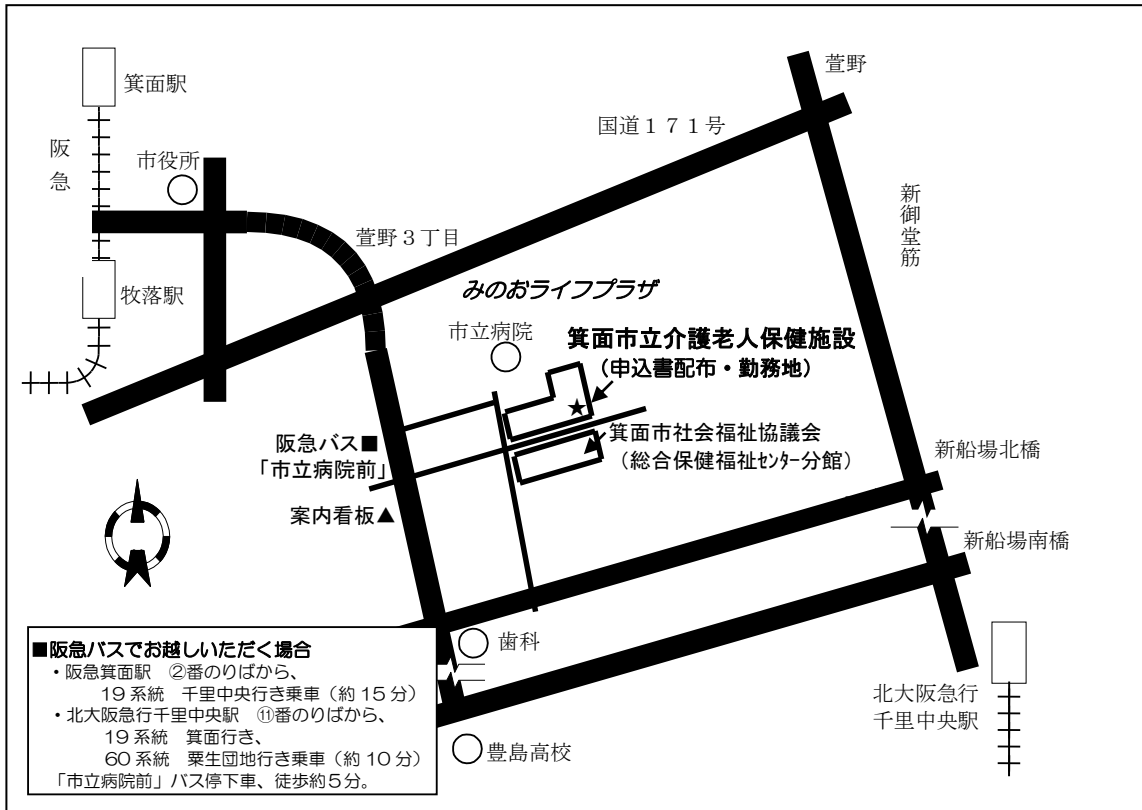 箕面駅
萱野
国道１７１号
阪
急
市役所
新
御
堂
筋
萱野３丁目
牧落駅
みのおライフプラザ
市立病院
箕面市立介護老人保健施設
（申込書配布・勤務地）
★
阪急バス■
「市立病院前」
箕面市社会福祉協議会
（総合保健福祉ｾﾝﾀｰ分館）
新船場北橋
案内看板▲
新船場南橋
■阪急バスでお越しいただく場合
・阪急箕面駅　②番のりばから、
19系統　千里中央行き乗車（約15分）
・北大阪急行千里中央駅　⑪番のりばから、
19系統　箕面行き、
60系統　粟生団地行き乗車（約10分）
「市立病院前」バス停下車、徒歩約５分。
歯科
豊島高校
北大阪急行
千里中央駅